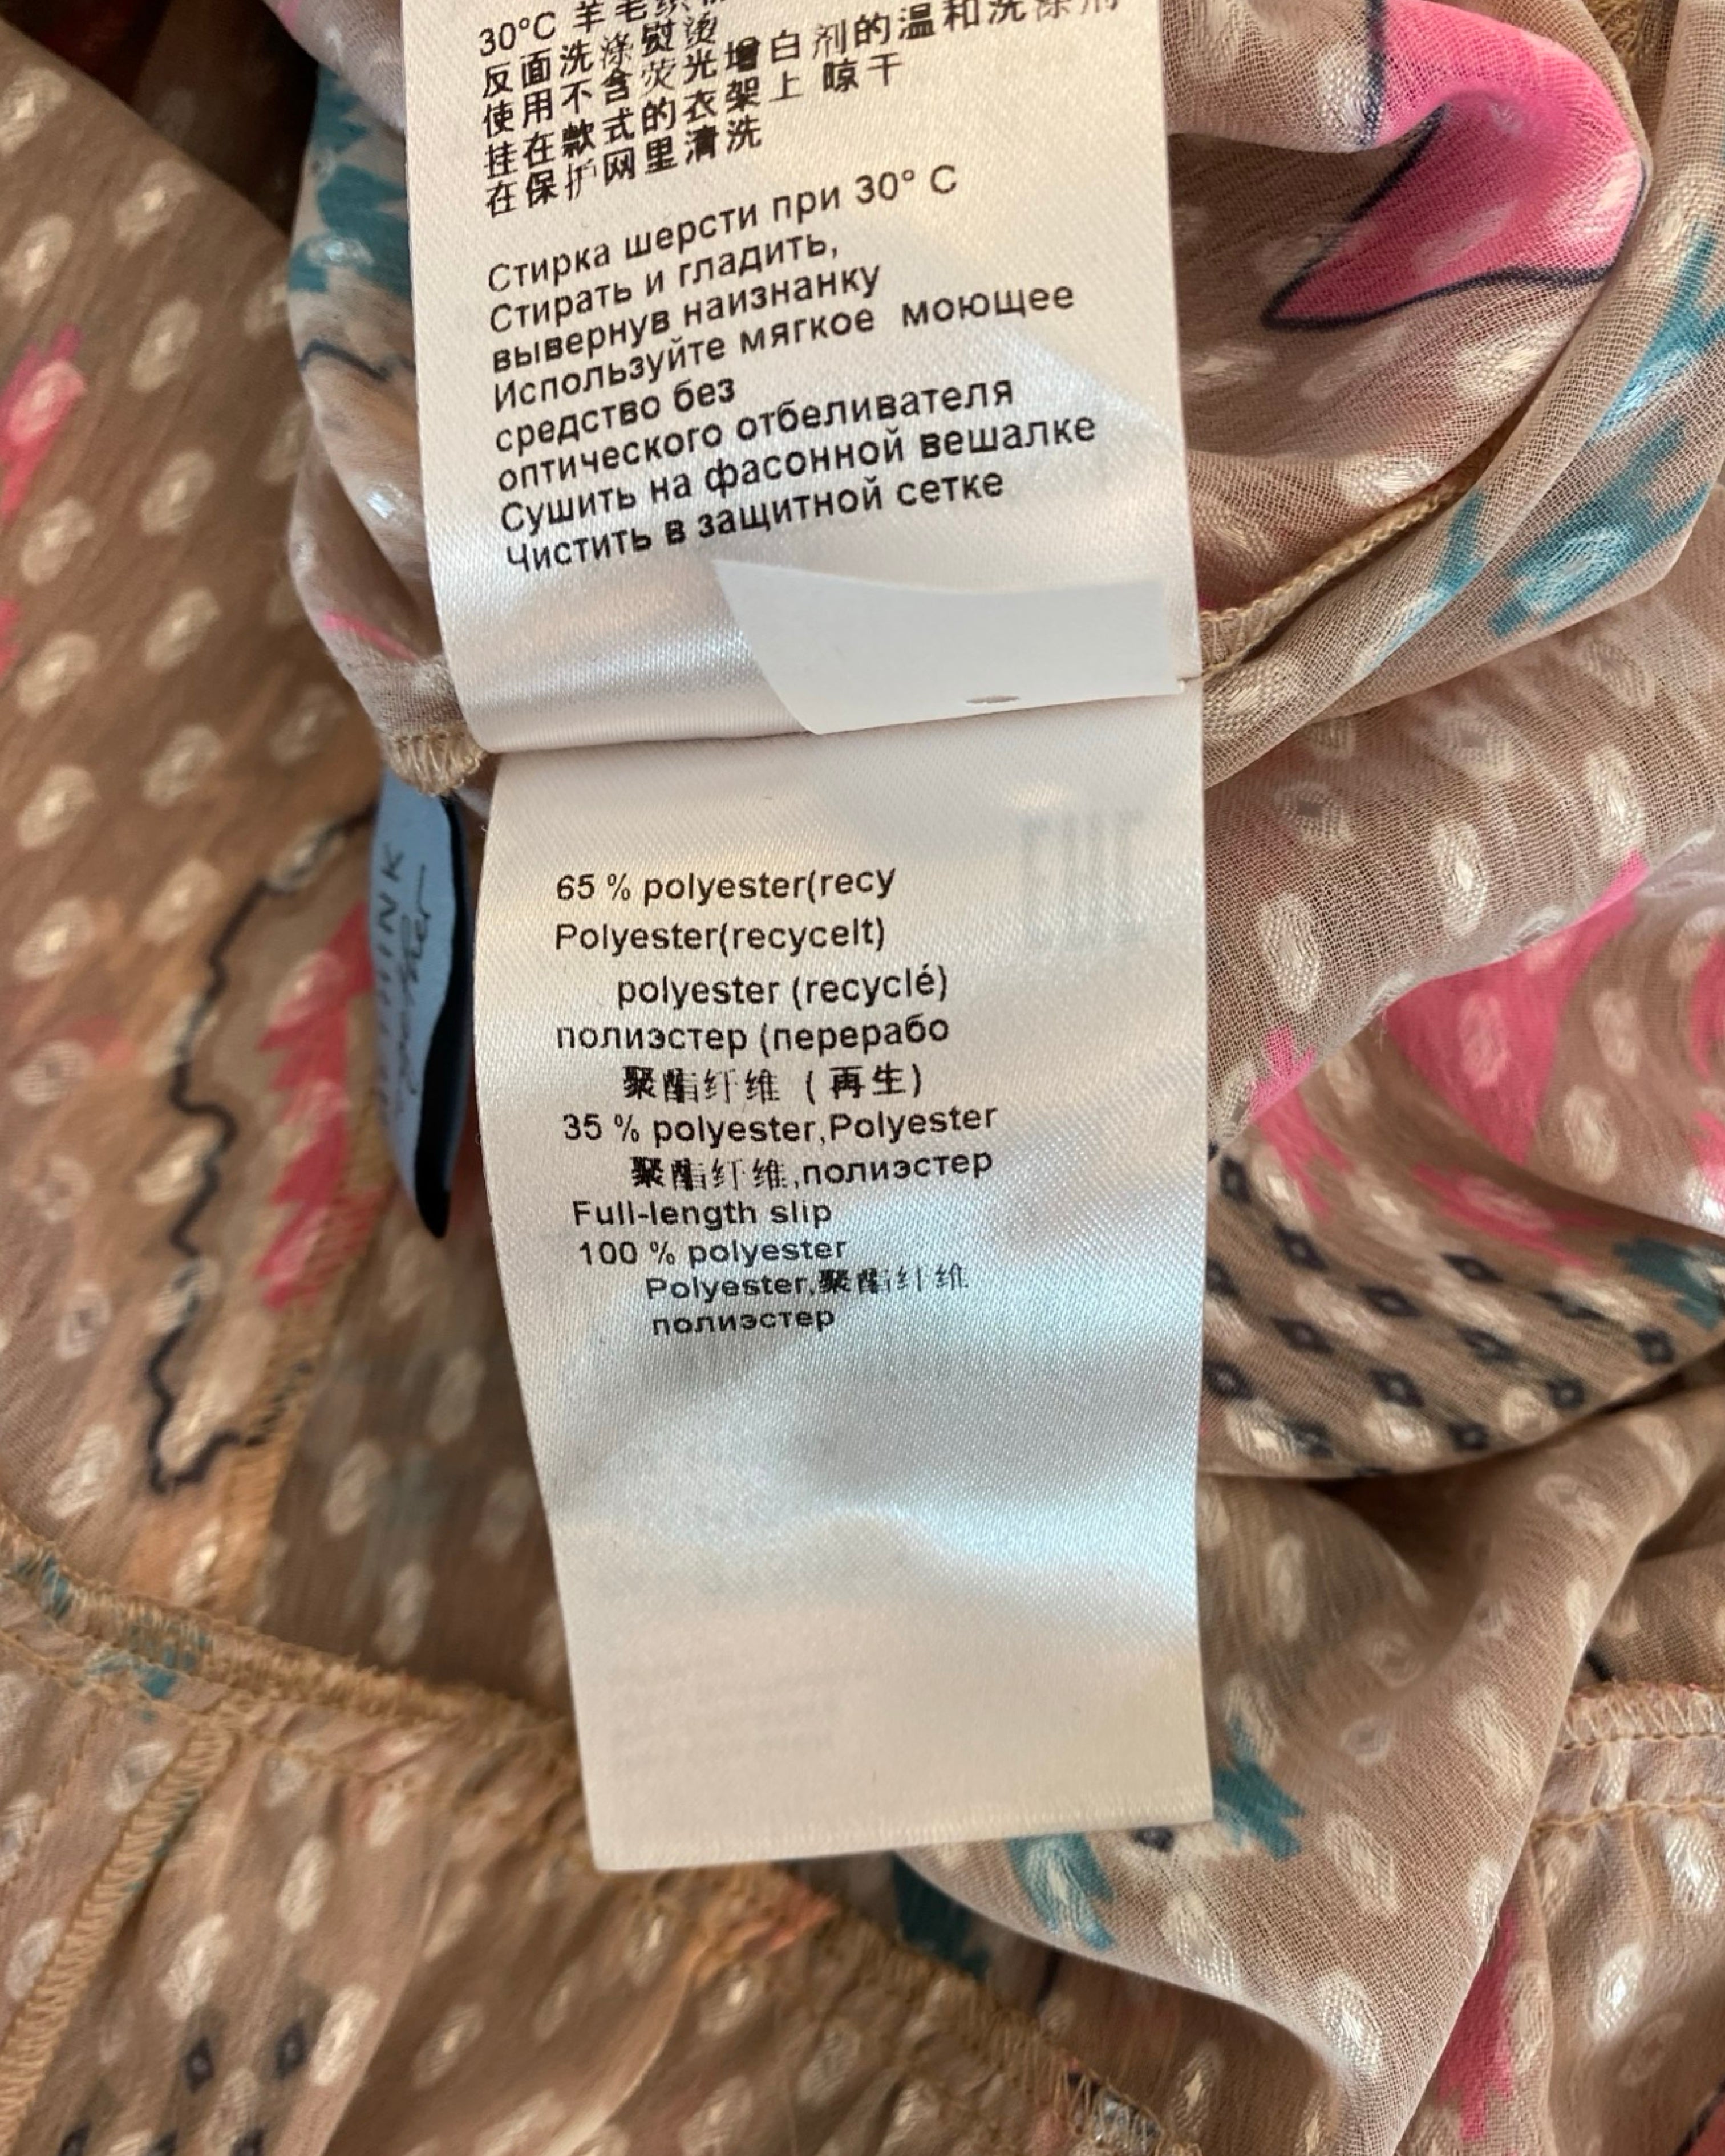 30°C 羊毛
反面洗涤熨烫
使用不含荧光增白剂的温和洗涤剂
挂在款式的衣架上 晾干
在保护网里清洗
Стирка шерсти при 30° C
Стирать и гладить,
вывернув наизнанку
Используйте мягкое моющее
средство без
оптического отбеливателя
Сушить на фасонной вешалке
Чистить в защитной сетке
65 % polyester(recy
Polyester(recycelt)
polyester (recyclé)
полиэстер (перерабо
聚酯纤维 (再生)
35 % polyester,Polyester
聚酯纤维,полиэстер
Full-length slip
100 % polyester
Polyester,聚酯纤维
полиэстер